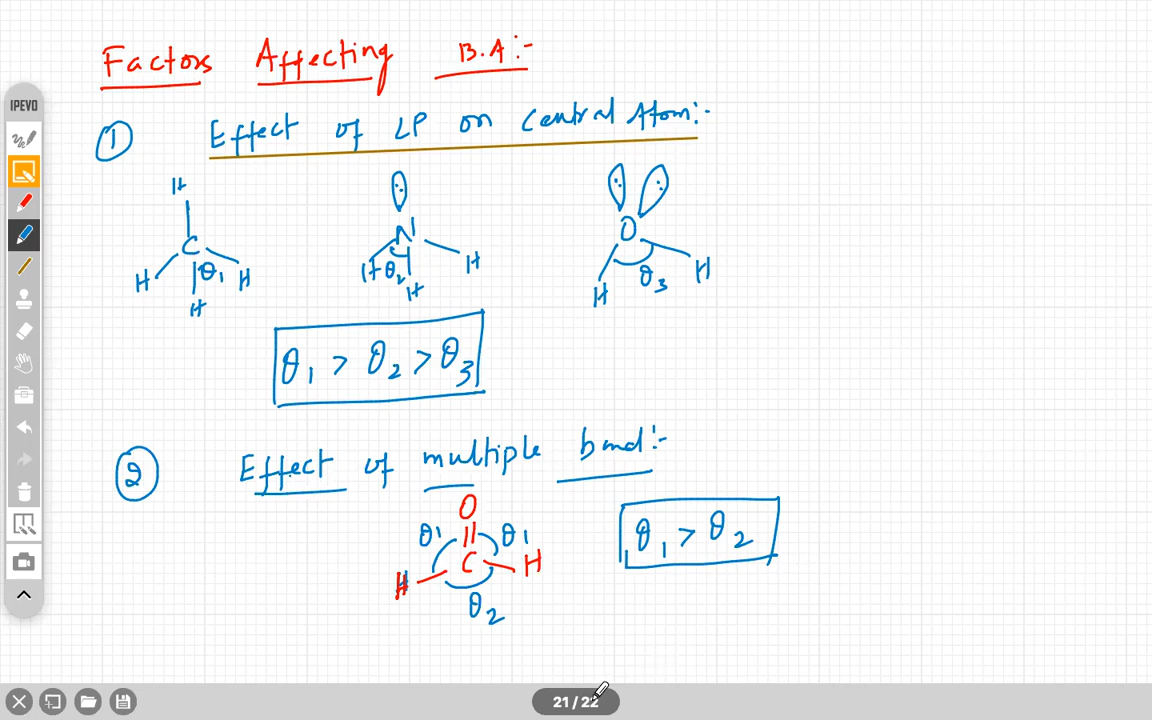 IPEVO
Factors Affecting B.A:-
① Effect of LP on Central Atom:-
H
C
H θ1 H
H
N
H θ2 H
H
O
H θ3 H
θ1 > θ2 > θ3
② Effect of multiple bond:-
O
θ1 θ1
C H
H
θ2
θ1 > θ2
21 / 22